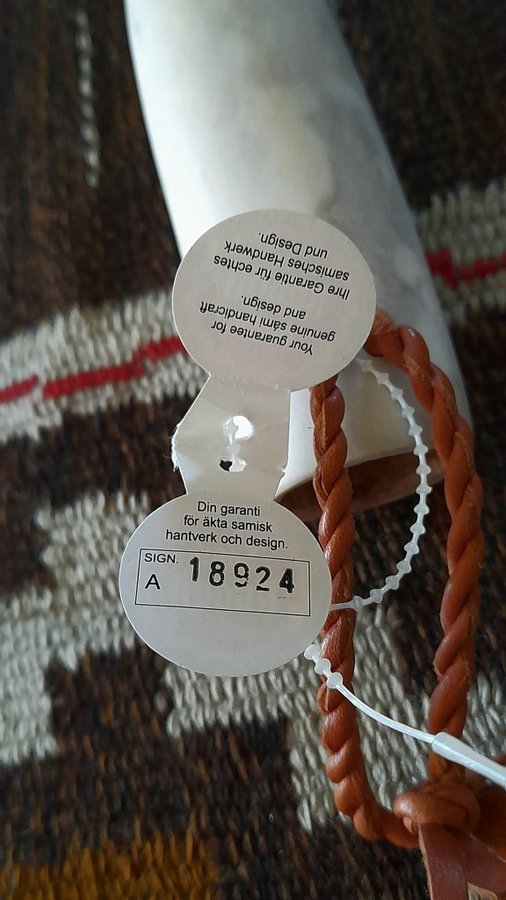 Your guarantee for
genuine sámi handicraft
and design.
Ihre Garantie für echtes
samisches Handwerk
und Design.
Din garanti
för äkta samisk
hantverk och design.
SIGN.
A 18924